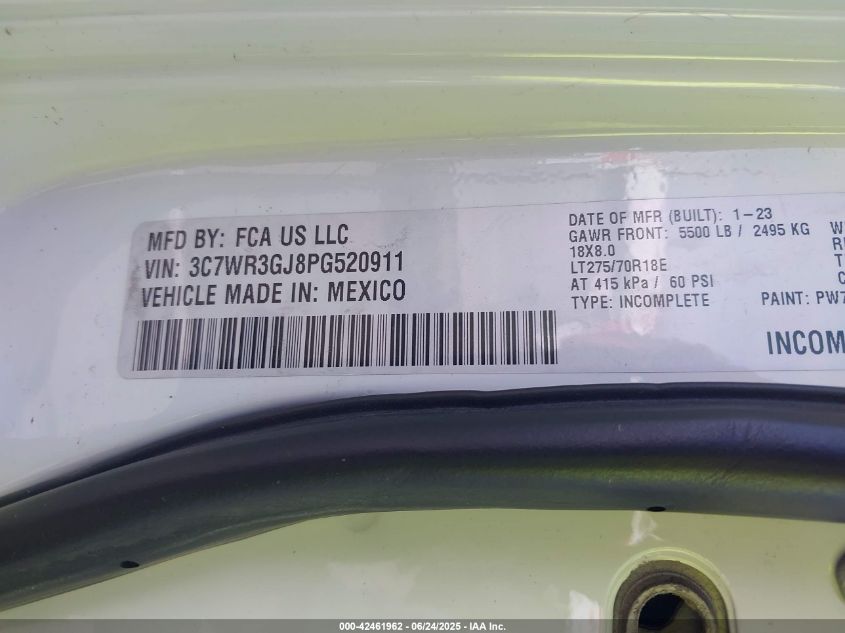 MFD BY: FCA US LLC
VIN: 3C7WR3GJ8PG520911
VEHICLE MADE IN: MEXICO
DATE OF MFR (BUILT): 1-23
GAWR FRONT: 5500 LB / 2495 KG
18X8.0
LT275/70R18E
AT 415 kPa / 60 PSI
TYPE: INCOMPLETE
PAINT: PW7
INCOM
000-42461962 - 06/24/2025 - IAA Inc.